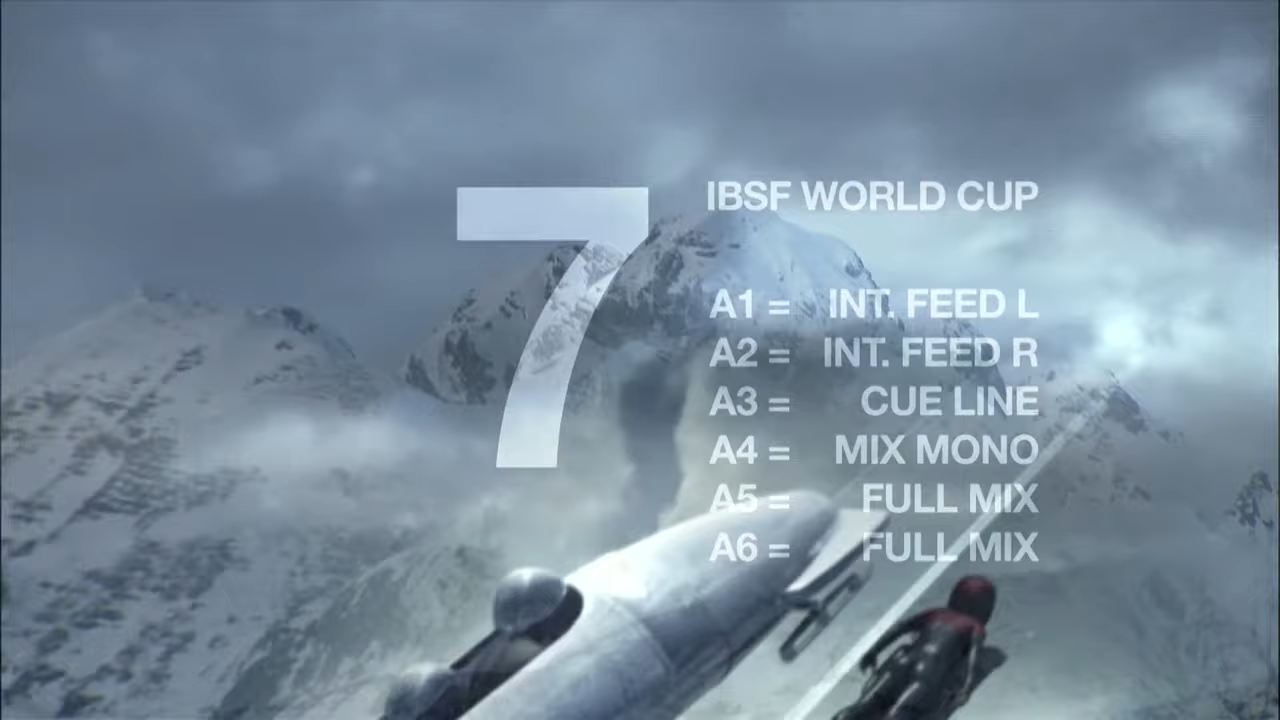 7
IBSF WORLD CUP
A1 = INT. FEED L
A2 = INT. FEED R
A3 = CUE LINE
A4 = MIX MONO
A5 = FULL MIX
A6 = FULL MIX